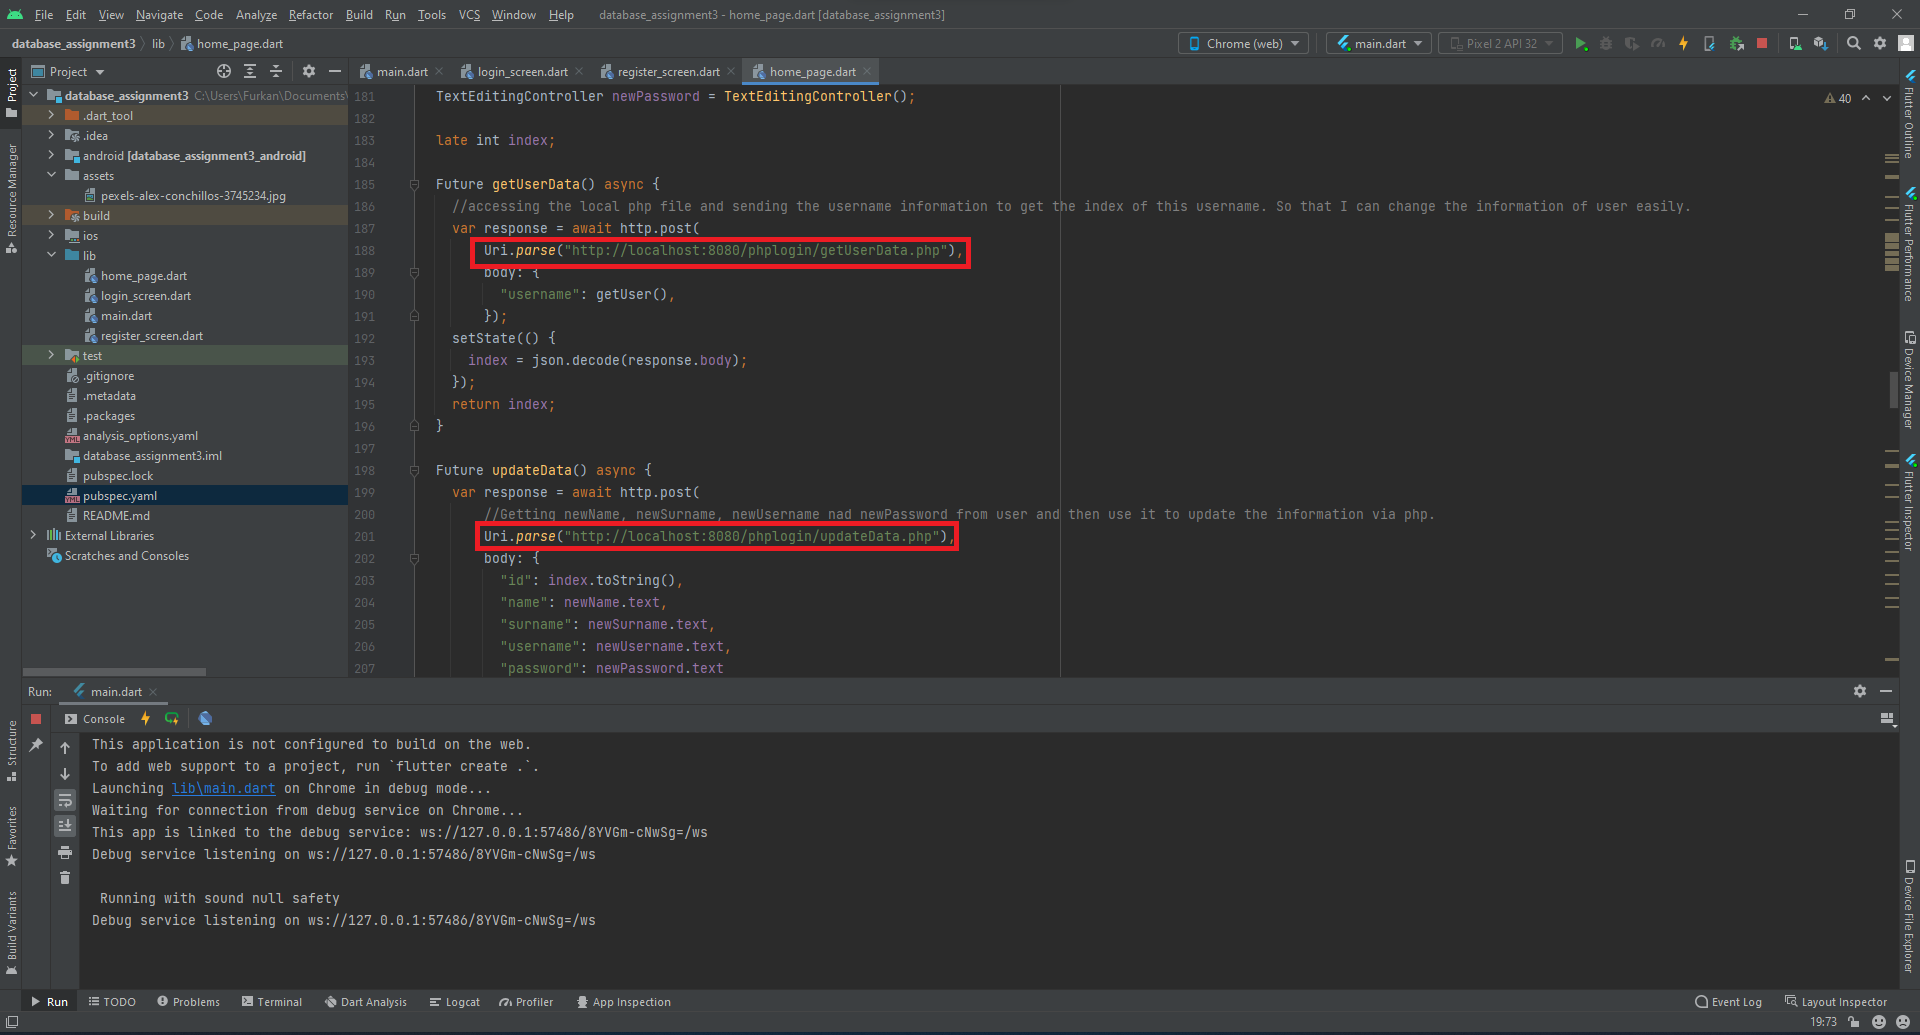 File Edit View Navigate Code Analyze Refactor Build Run Tools VCS Window Help database_assignment3 - home_page.dart [database_assignment3]
database_assignment3 lib home_page.dart Chrome (web) main.dart Pixel 2 API 32
Project main.dart login_screen.dart register_screen.dart home_page.dart
Project
Resource Manager
Structure
Favorites
Build Variants
database_assignment3 C:\Users\Furkan\Documents\
.dart_tool
.idea
android [database_assignment3_android]
assets
pexels-alex-conchillos-3745234.jpg
build
ios
lib
home_page.dart
login_screen.dart
main.dart
register_screen.dart
test
.gitignore
.metadata
.packages
analysis_options.yaml
database_assignment3.iml
pubspec.lock
pubspec.yaml
README.md
External Libraries
Scratches and Consoles
40
181 TextEditingController newPassword = TextEditingController();
182
183 late int index;
184
185 Future getUserData() async {
186 //accessing the local php file and sending the username information to get the index of this username. So that I can change the information of user easily.
187 var response = await http.post(
188 Uri.parse("http://localhost:8080/phplogin/getUserData.php"),
189 body: {
190 "username": getUser(),
191 });
192 setState(() {
193 index = json.decode(response.body);
194 });
195 return index;
196 }
197
198 Future updateData() async {
199 var response = await http.post(
200 //Getting newName, newSurname, newUsername nad newPassword from user and then use it to update the information via php.
201 Uri.parse("http://localhost:8080/phplogin/updateData.php"),
202 body: {
203 "id": index.toString(),
204 "name": newName.text,
205 "surname": newSurname.text,
206 "username": newUsername.text,
207 "password": newPassword.text
Flutter Outline
Flutter Performance
Device Manager
Flutter Inspector
Device File Explorer
Run: main.dart
Console
This application is not configured to build on the web.
To add web support to a project, run `flutter create .`.
Launching lib\main.dart on Chrome in debug mode...
Waiting for connection from debug service on Chrome...
This app is linked to the debug service: ws://127.0.0.1:57486/8YVGm-cNwSg=/ws
Debug service listening on ws://127.0.0.1:57486/8YVGm-cNwSg=/ws
Running with sound null safety
Debug service listening on ws://127.0.0.1:57486/8YVGm-cNwSg=/ws
Run TODO Problems Terminal Dart Analysis Logcat Profiler App Inspection Event Log Layout Inspector
19:73